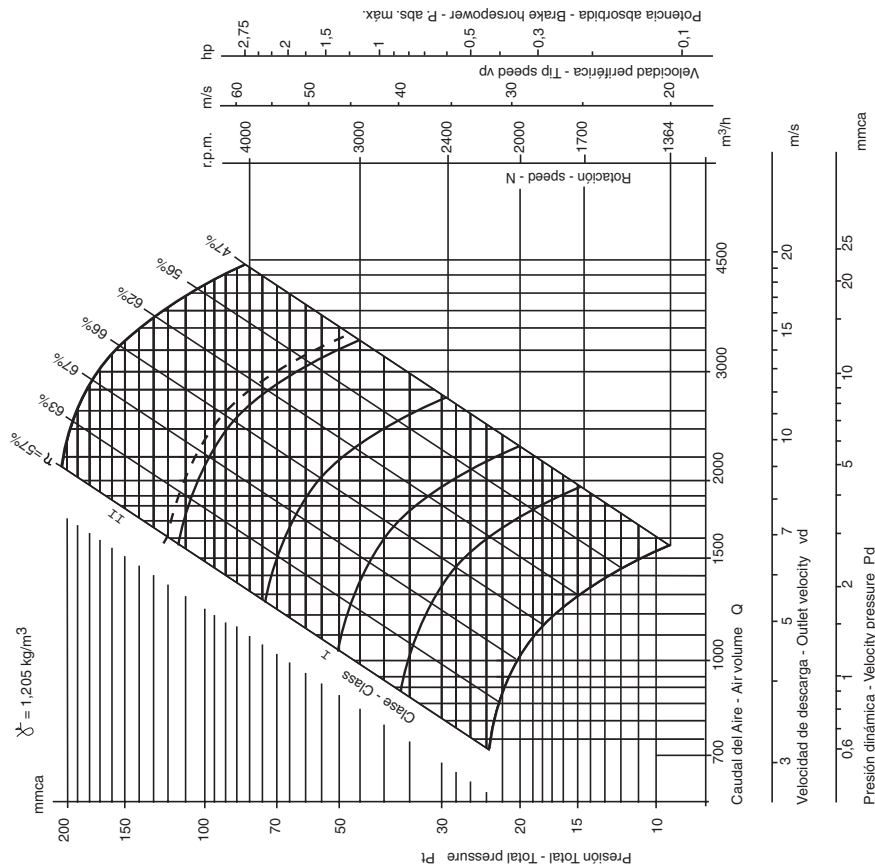 ɣ = 1,205 kg/m3
mmca
200
150
100
70
50
30
20
15
10
Presión Total - Total pressure Pt
Clase - Class
I
II
η=57%
63%
67%
66%
62%
56%
47%
r.p.m.
4000
3000
2400
2000
1700
1364
Rotación - speed N
m/s
60
50
40
30
20
Velocidad periférica - Tip speed vp
hp
2,75
2
1,5
1
0,5
0,3
0,1
Potencia absorbida - Brake horsepower - P. abs. máx.
700
1000
1500
2000
3000
4500
m³/h
Caudal del Aire - Air volume Q
3
5
7
10
15
20
m/s
Velocidad de descarga - Outlet velocity vd
0,6
1
2
5
10
20
25
mmca
Presión dinámica - Velocity pressure Pd